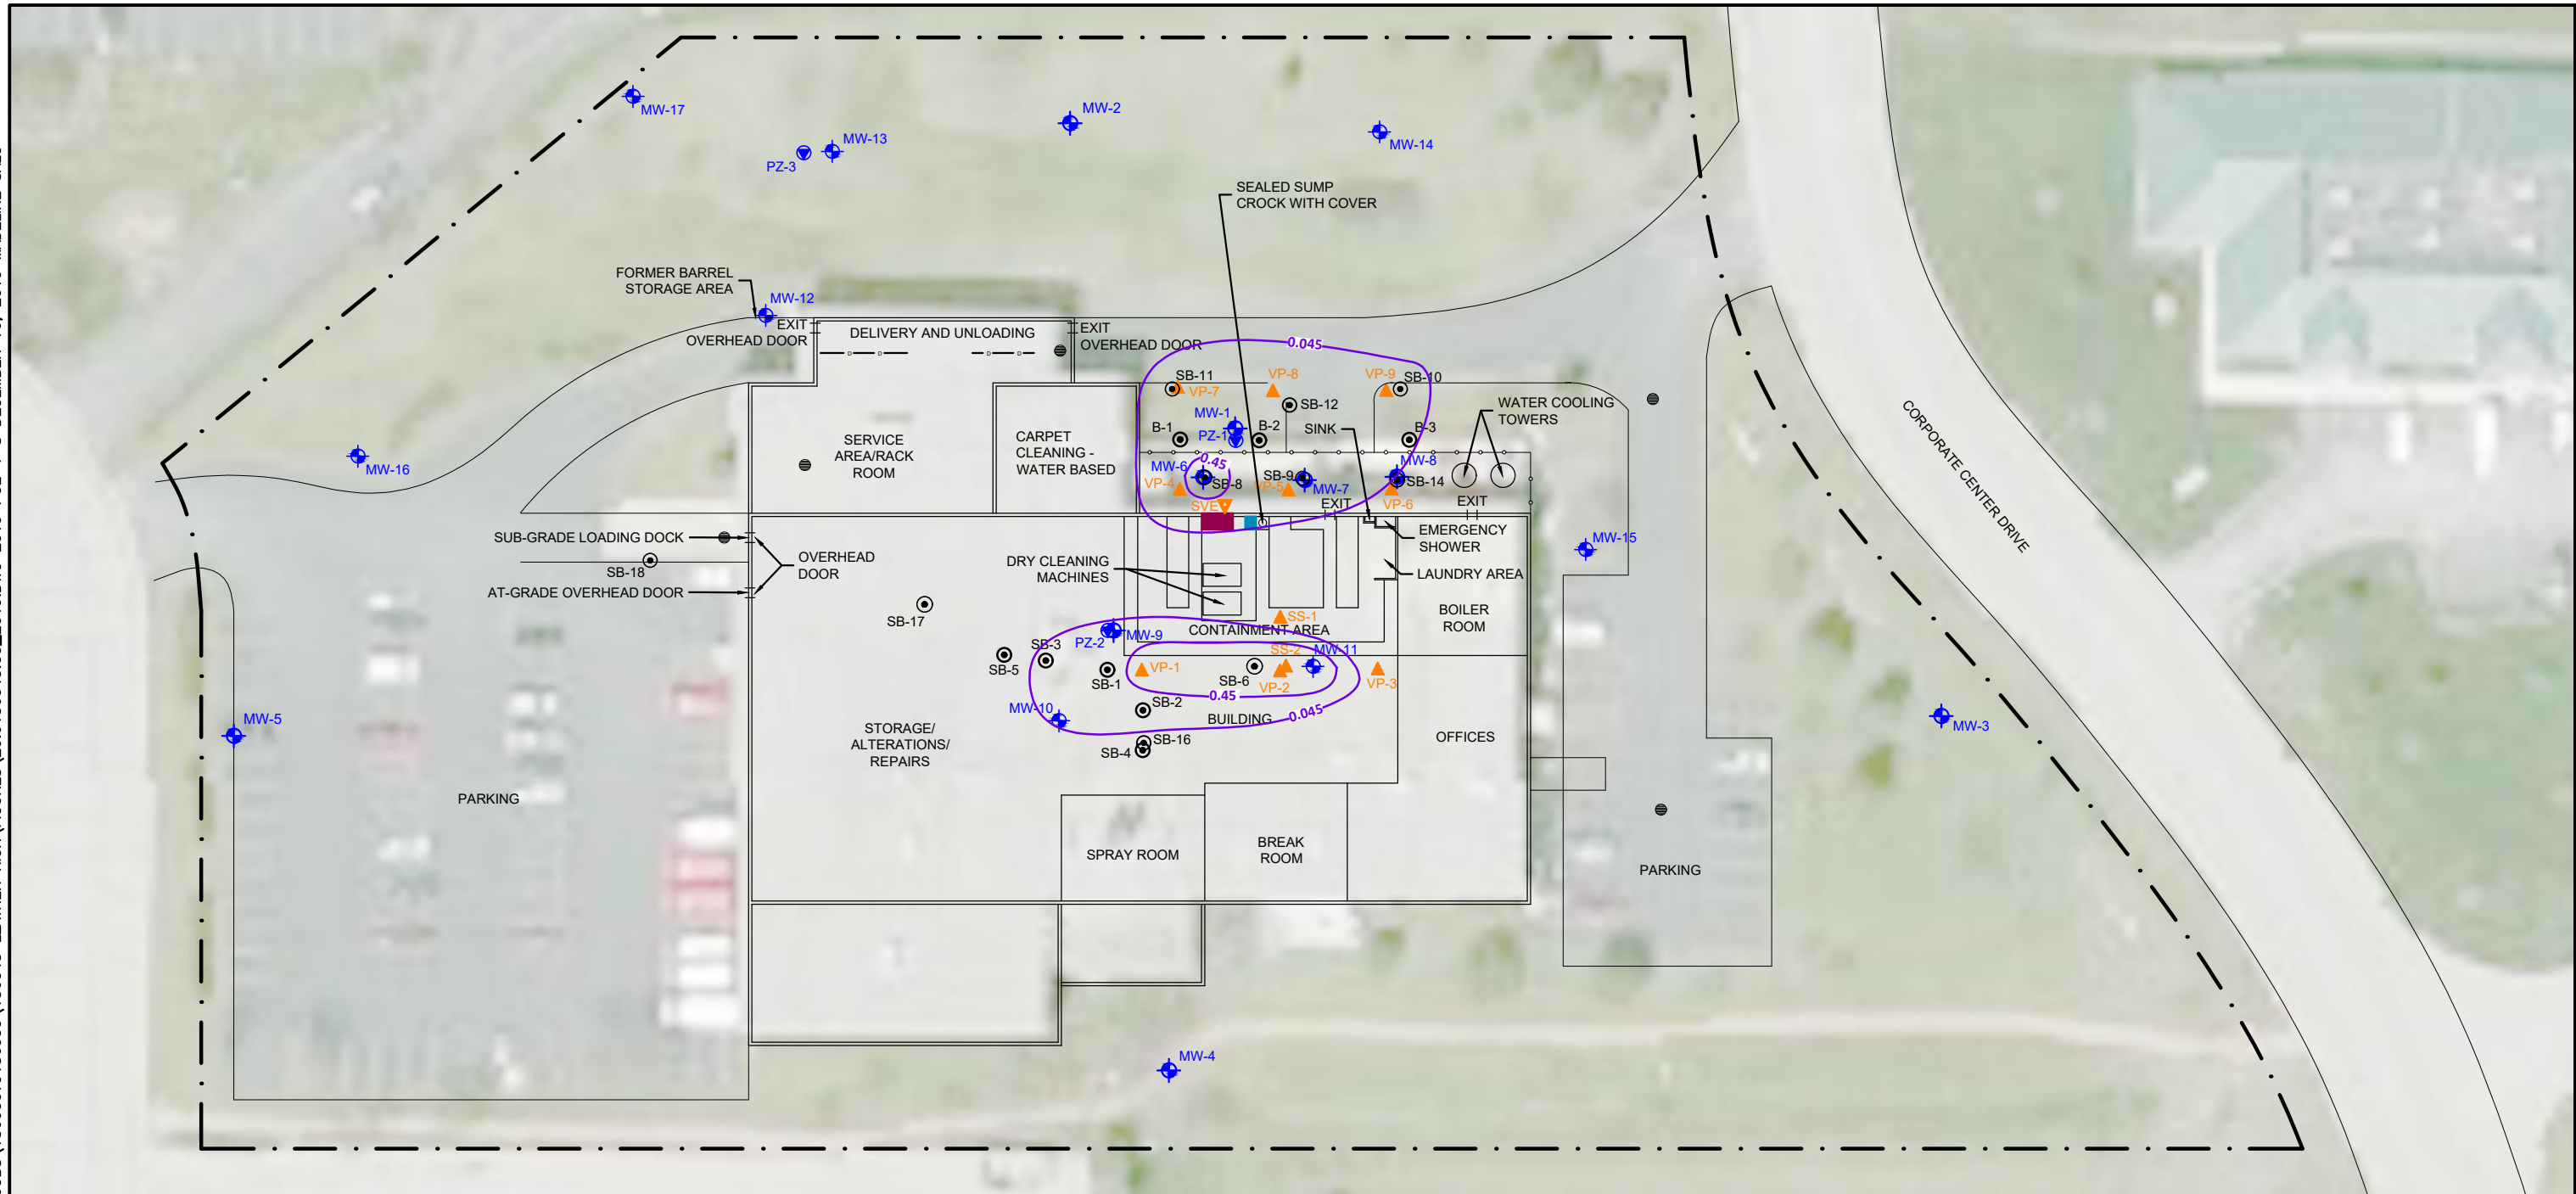 MW-17
MW-2
MW-13
MW-14
PZ-3
SEALED SUMP
CROCK WITH COVER
FORMER BARREL
STORAGE AREA
MW-12
EXIT
OVERHEAD DOOR
DELIVERY AND UNLOADING
EXIT
OVERHEAD DOOR
0.045
SB-11
VP-7
VP-8
VP-9
SB-10
SB-12
MW-1
PZ-1
B-1
B-2
SINK
B-3
WATER COOLING
TOWERS
CORPORATE CENTER DRIVE
SERVICE
AREA/RACK
ROOM
CARPET
CLEANING -
WATER BASED
MW-16
MW-6
0.45
SB-8
VP-4
SB-9
VP-5
MW-7
MW-8
SB-14
VP-6
SVE
EXIT
EXIT
SUB-GRADE LOADING DOCK
SB-18
AT-GRADE OVERHEAD DOOR
OVERHEAD
DOOR
DRY CLEANING
MACHINES
EMERGENCY
SHOWER
LAUNDRY AREA
MW-15
BOILER
ROOM
SB-17
SS-1
CONTAINMENT AREA
PZ-2
MW-9
SB-3
SB-5
SB-1
VP-1
SB-6
SS-2
VP-2
MW-11
VP-3
0.45
SB-2
MW-10
BUILDING
0.045
SB-16
SB-4
MW-5
MW-3
STORAGE/
ALTERATIONS/
REPAIRS
OFFICES
PARKING
SPRAY ROOM
BREAK
ROOM
PARKING
MW-4